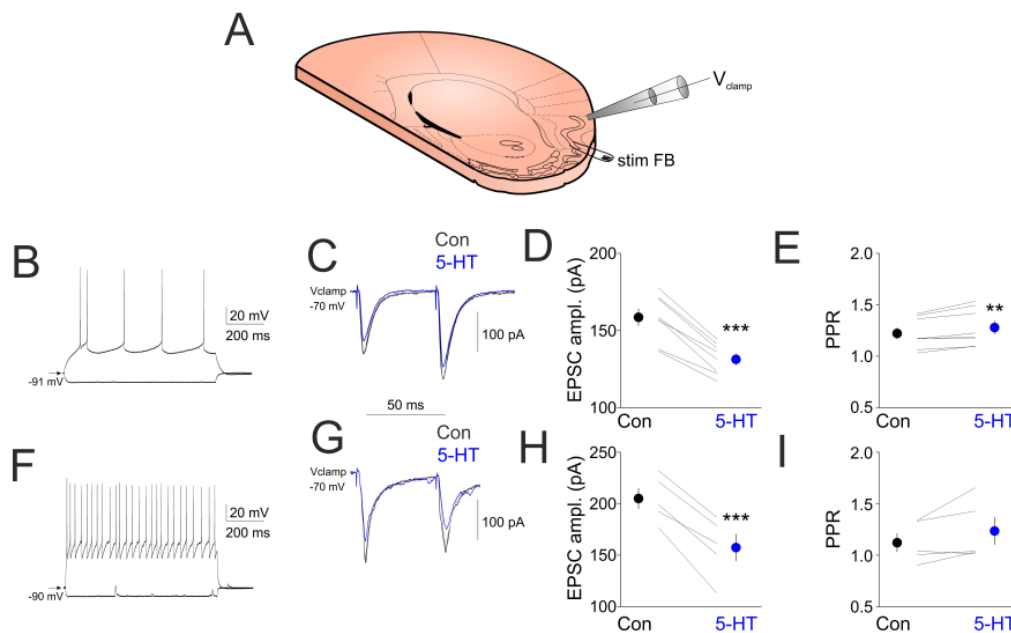 A
Vclamp
stim FB
B
20 mV
200 ms
-91 mV
C
Con
5-HT
Vclamp
-70 mV
100 pA
50 ms
D
EPSC ampl. (pA)
200
150
100
***
Con
5-HT
E
PPR
2.0
1.5
1.0
0.5
**
Con
5-HT
F
20 mV
200 ms
-90 mV
G
Con
5-HT
Vclamp
-70 mV
100 pA
H
EPSC ampl. (pA)
250
200
150
100
***
Con
5-HT
I
PPR
2.0
1.5
1.0
0.5
Con
5-HT